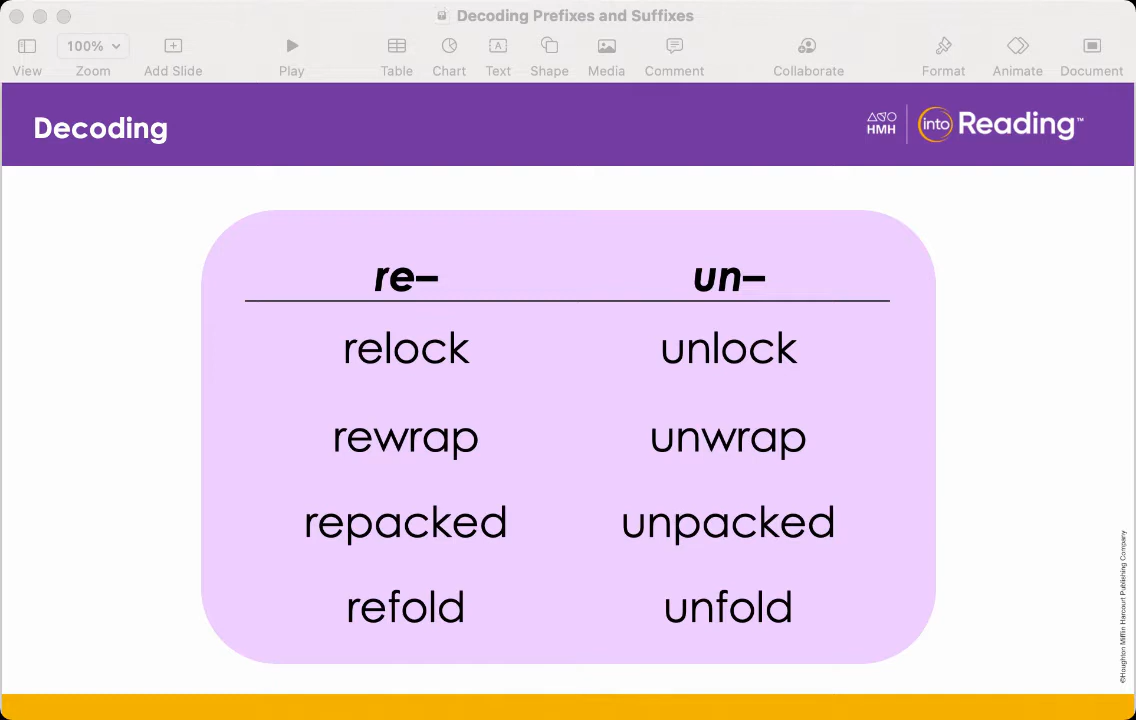 Decoding Prefixes and Suffixes
100%
View Zoom Add Slide Play Table Chart Text Shape Media Comment Collaborate Format Animate Document
Decoding
HMH into Reading™
re– un–
relock unlock
rewrap unwrap
repacked unpacked
refold unfold
©Houghton Mifflin Harcourt Publishing Company